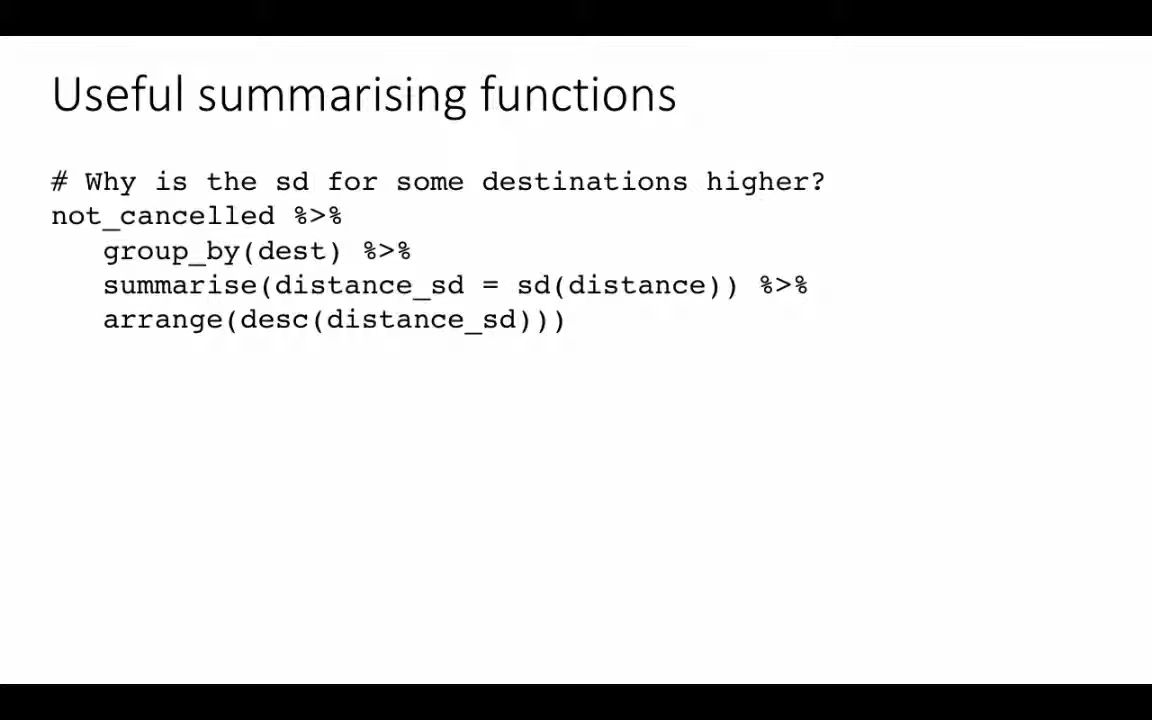 Useful summarising functions
# Why is the sd for some destinations higher?
not_cancelled %>%
group_by(dest) %>%
summarise(distance_sd = sd(distance)) %>%
arrange(desc(distance_sd)))